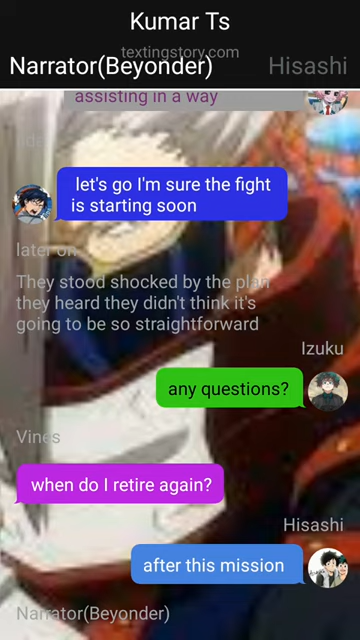 Kumar Ts
textingstory.com
Narrator(Beyonder)
Hisashi
assisting in a way
let's go I'm sure the fight
is starting soon
later on
They stood shocked by the plan
they heard they didn't think it's
going to be so straightforward
Izuku
any questions?
Vines
when do I retire again?
Hisashi
after this mission
Narrator(Beyonder)